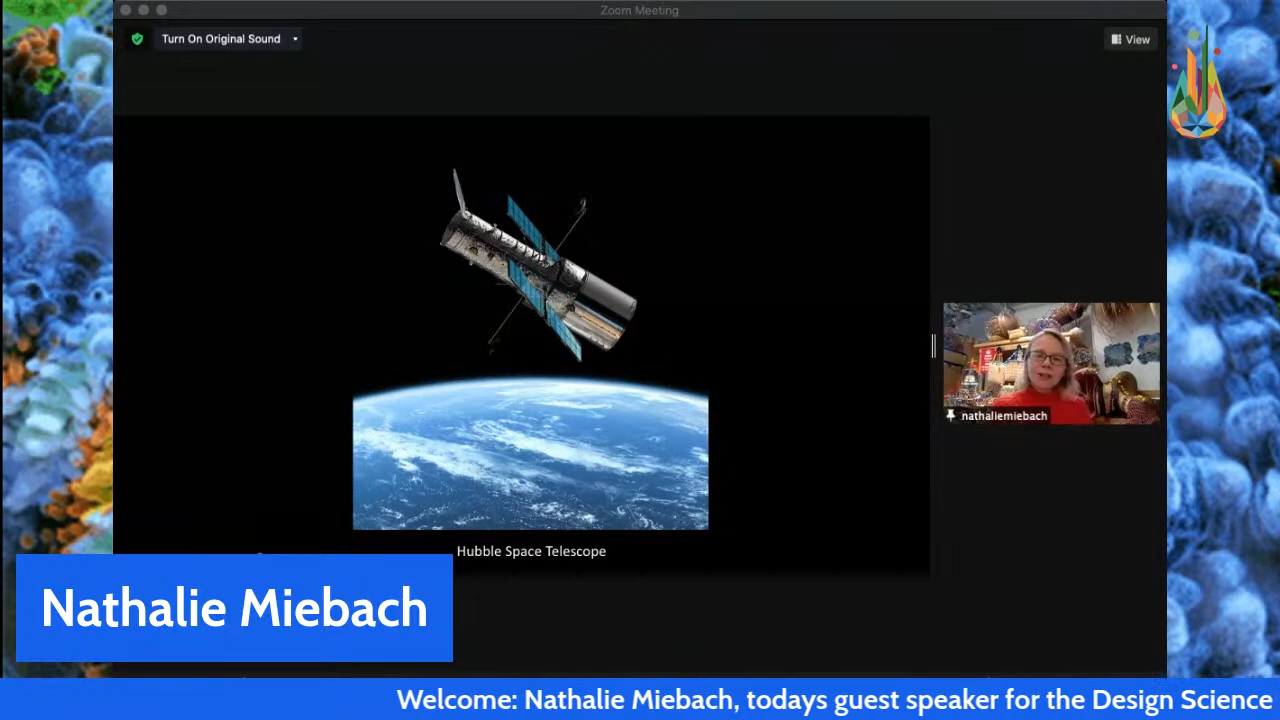 Zoom Meeting
Turn On Original Sound
View
nathaliemiebach
Hubble Space Telescope
Nathalie Miebach
Welcome: Nathalie Miebach, todays guest speaker for the Design Science